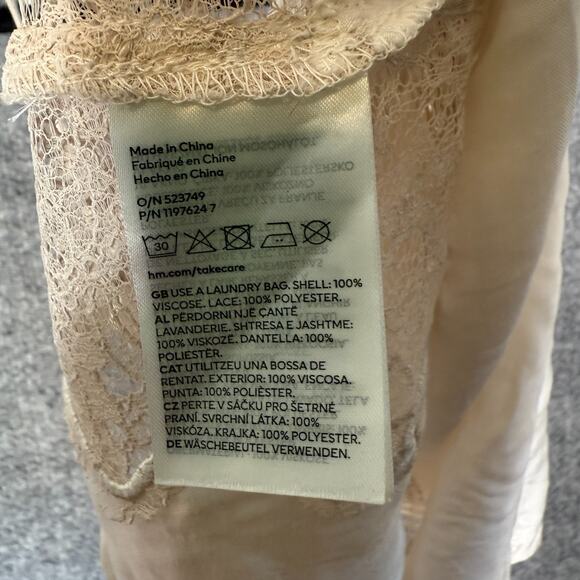 Made in China
Fabriqué en Chine
Hecho en China
O/N 523749
P/N 1197624 7
30
hm.com/takecare
GB USE A LAUNDRY BAG. SHELL: 100%
VISCOSE. LACE: 100% POLYESTER.
AL PËRDORNI NJË ÇANTË
LAVANDERIE. SHTRESA E JASHTME:
100% VISKOZË. DANTELLA: 100%
POLIESTËR.
CAT UTILITZEU UNA BOSSA DE
RENTAT. EXTERIOR: 100% VISCOSA.
PUNTA: 100% POLIÈSTER.
CZ PERTE V SÁČKU PRO ŠETRNÉ
PRANÍ. SVRCHNÍ LÁTKA: 100%
VISKÓZA. KRAJKA: 100% POLYESTER.
DE WÄSCHEBEUTEL VERWENDEN.